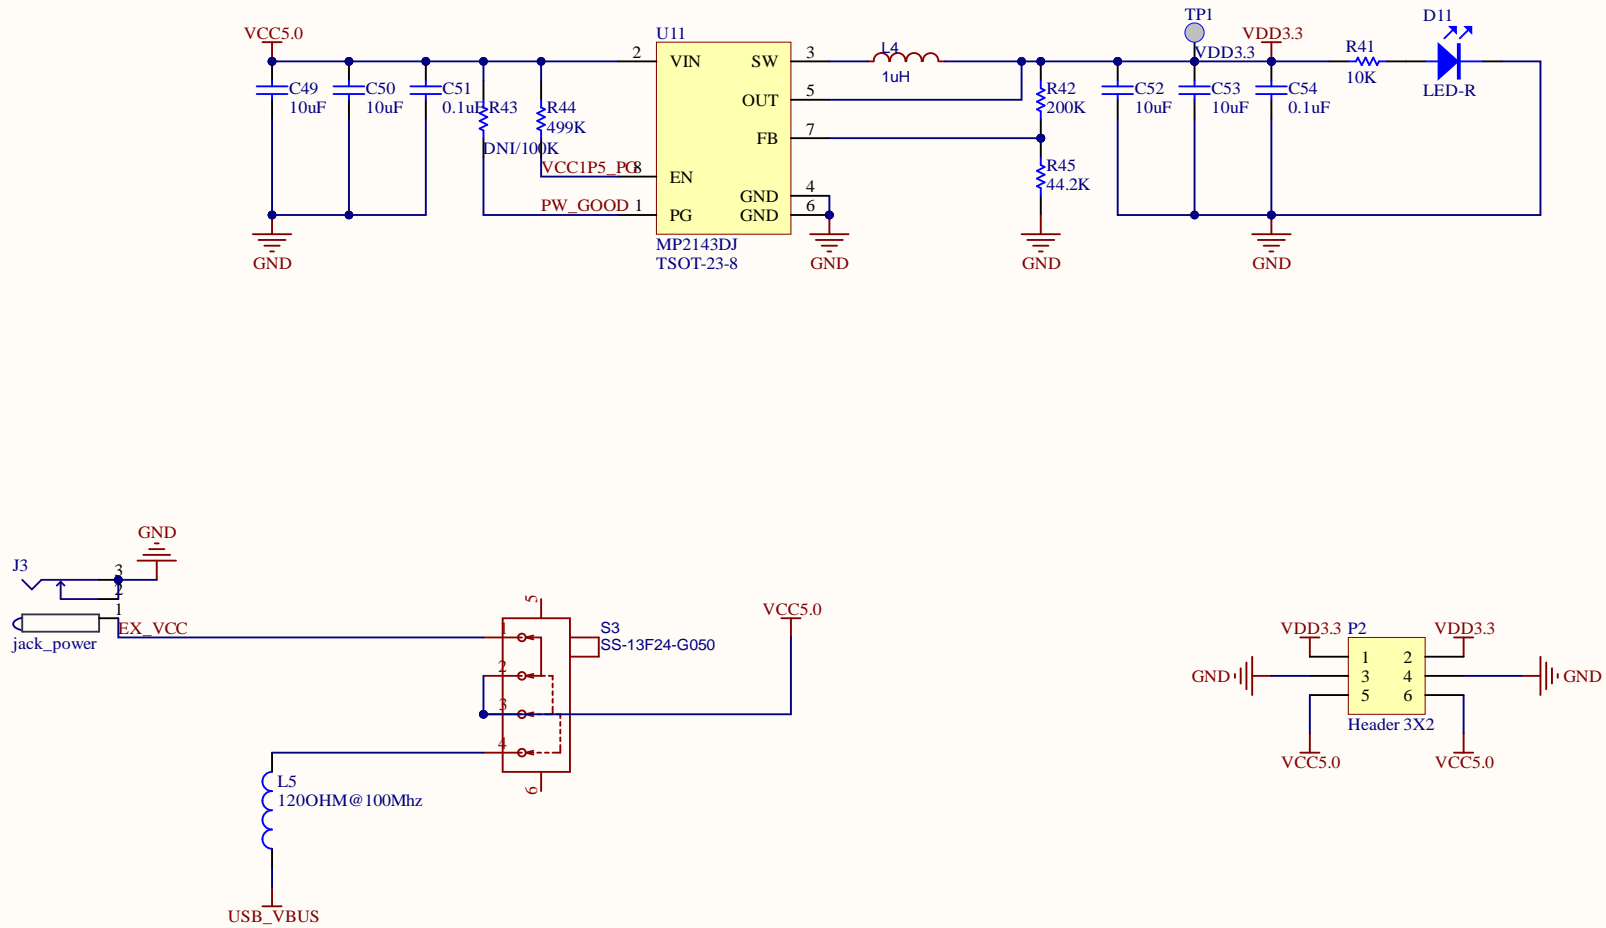 TP1
D11
VCC5.0
U11
L4
VDD3.3
VDD3.3
R41
2
VIN
SW
3
1uH
10K
LED-R
C49
10uF
C50
10uF
C51
0.1uF
R43
DNI/100K
R44
499K
OUT
5
R42
200K
C52
10uF
C53
10uF
C54
0.1uF
FB
7
VCC1P5_PG
8
EN
R45
44.2K
GND
4
PW_GOOD
1
PG
GND
6
MP2143DJ
TSOT-23-8
GND
GND
GND
GND
GND
J3
3
2
1
EX_VCC
jack_power
5
1
2
3
4
6
S3
SS-13F24-G050
VCC5.0
L5
120OHM@100Mhz
USB_VBUS
VDD3.3
P2
VDD3.3
1
2
GND
3
4
GND
5
6
Header 3X2
VCC5.0
VCC5.0